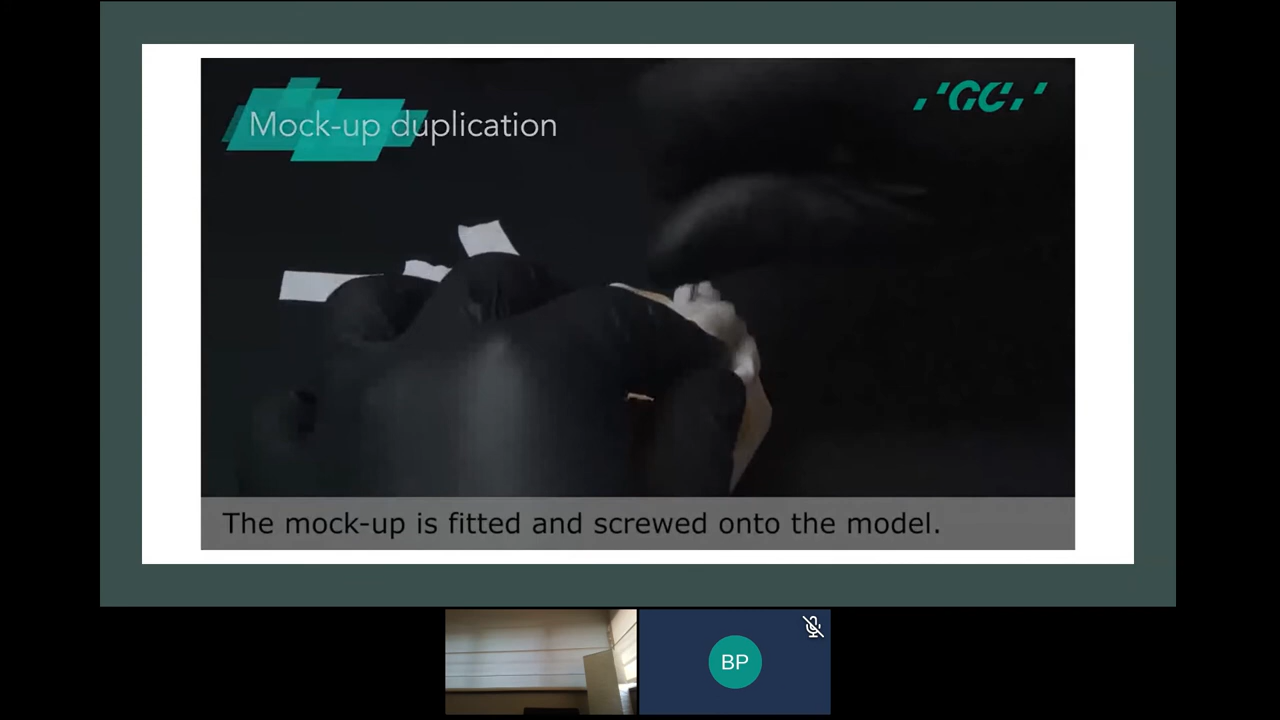 Mock-up duplication
GC
The mock-up is fitted and screwed onto the model.
BP